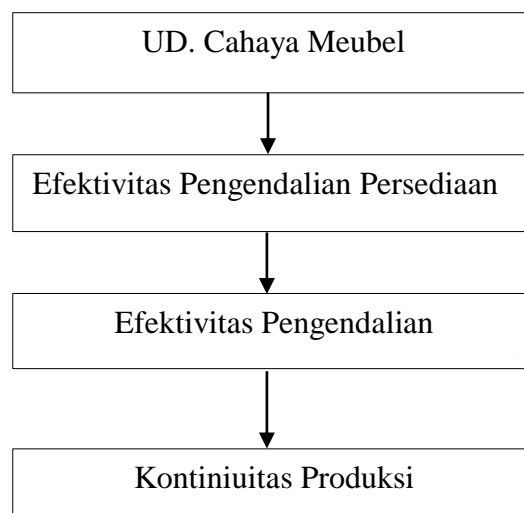 UD. Cahaya Meubel
Efektivitas Pengendalian Persediaan
Efektivitas Pengendalian
Kontiniuitas Produksi